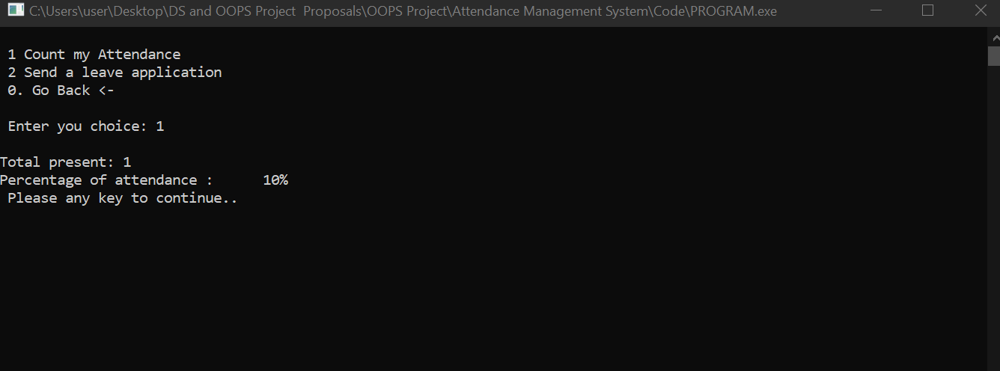 C:\Users\user\Desktop\DS and OOPS Project  Proposals\OOPS Project\Attendance Management System\Code\PROGRAM.exe
1 Count my Attendance
2 Send a leave application
0. Go Back <-
Enter you choice: 1
Total present: 1
Percentage of attendance :      10%
Please any key to continue..